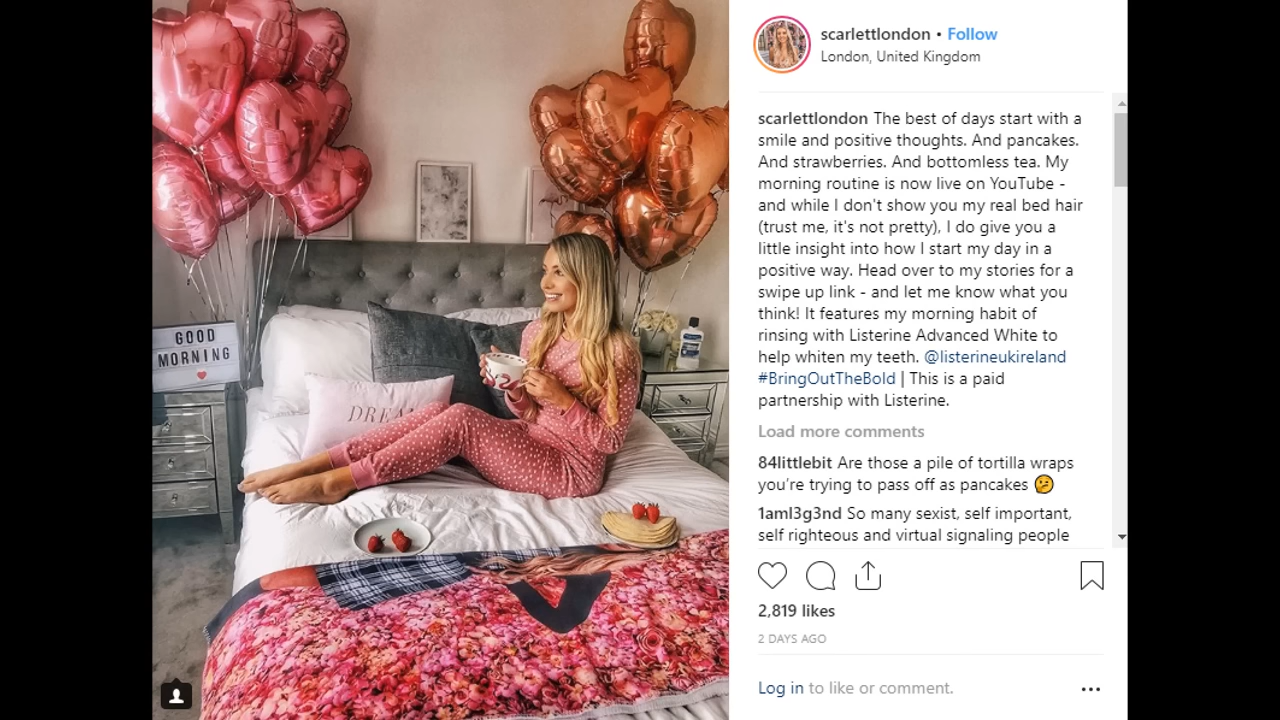 GOOD
MORNING
DREAM
scarlettlondon • Follow
London, United Kingdom
scarlettlondon The best of days start with a
smile and positive thoughts. And pancakes.
And strawberries. And bottomless tea. My
morning routine is now live on YouTube -
and while I don't show you my real bed hair
(trust me, it's not pretty), I do give you a
little insight into how I start my day in a
positive way. Head over to my stories for a
swipe up link - and let me know what you
think! It features my morning habit of
rinsing with Listerine Advanced White to
help whiten my teeth. @listerineukireland
#BringOutTheBold | This is a paid
partnership with Listerine.
Load more comments
84littlebit Are those a pile of tortilla wraps
you're trying to pass off as pancakes 🤔
1aml3g3nd So many sexist, self important,
self righteous and virtual signaling people
2,819 likes
2 DAYS AGO
Log in to like or comment.